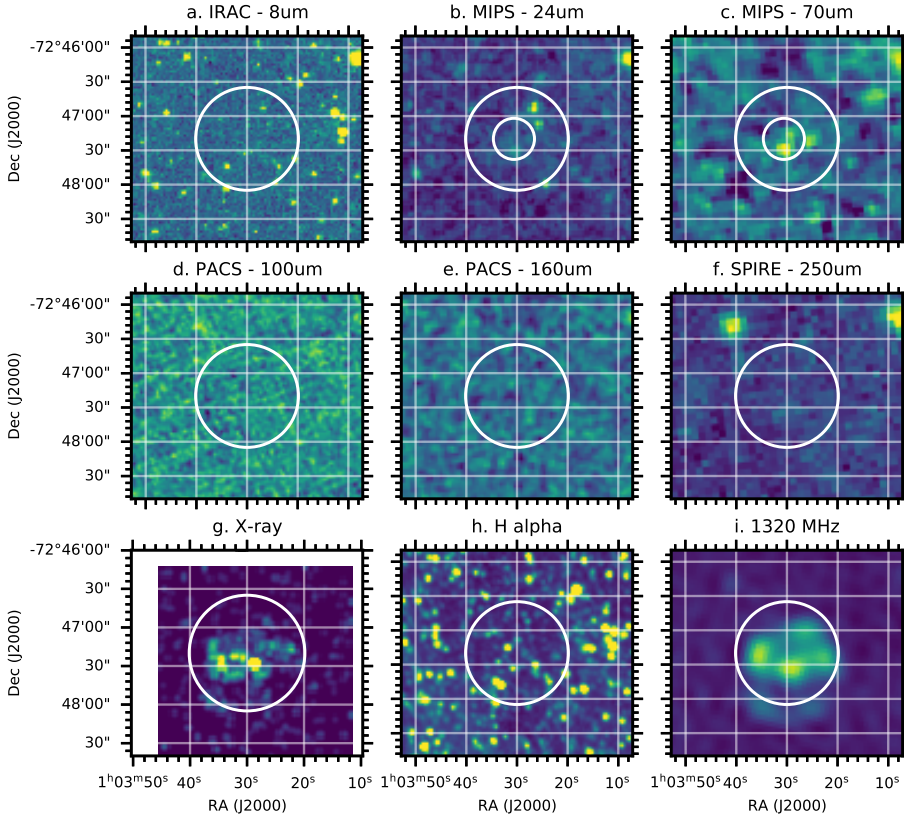 a. IRAC - 8um
b. MIPS - 24um
c. MIPS - 70um
-72°46'00"
30"
47'00"
30"
48'00"
30"
Dec (J2000)
d. PACS - 100um
e. PACS - 160um
f. SPIRE - 250um
-72°46'00"
30"
47'00"
30"
48'00"
30"
Dec (J2000)
g. X-ray
h. H alpha
i. 1320 MHz
-72°46'00"
30"
47'00"
30"
48'00"
30"
Dec (J2000)
1ʰ03ᵐ50ˢ 40ˢ 30ˢ 20ˢ 10ˢ
1ʰ03ᵐ50ˢ 40ˢ 30ˢ 20ˢ 10ˢ
1ʰ03ᵐ50ˢ 40ˢ 30ˢ 20ˢ 10ˢ
RA (J2000)
RA (J2000)
RA (J2000)